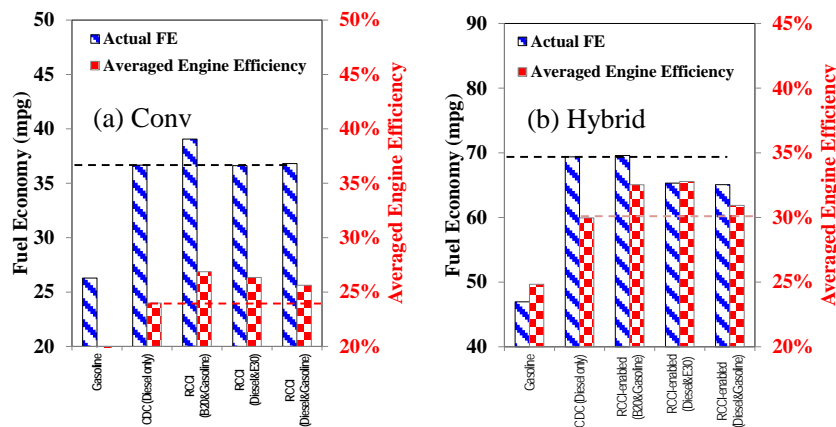 50%
45%
40%
35%
30%
25%
20%
50
45
40
35
30
25
20
Fuel Economy (mpg)
Averaged Engine Efficiency
Actual FE
Averaged Engine Efficiency
(a) Conv
Gasoline
CDC (Diesel only)
RCCI
(B20&Gasoline)
RCCI
(Diesel&E30)
RCCI
(Diesel&Gasoline)
45%
40%
35%
30%
25%
20%
90
80
70
60
50
40
Fuel Economy (mpg)
Averaged Engine Efficiency
Actual FE
Averaged Engine Efficiency
(b) Hybrid
Gasoline
CDC (Diesel only)
RCCI-enabled
(B20&Gasoline)
RCCI-enabled
(Diesel&E30)
RCCI-enabled
(Diesel&Gasoline)